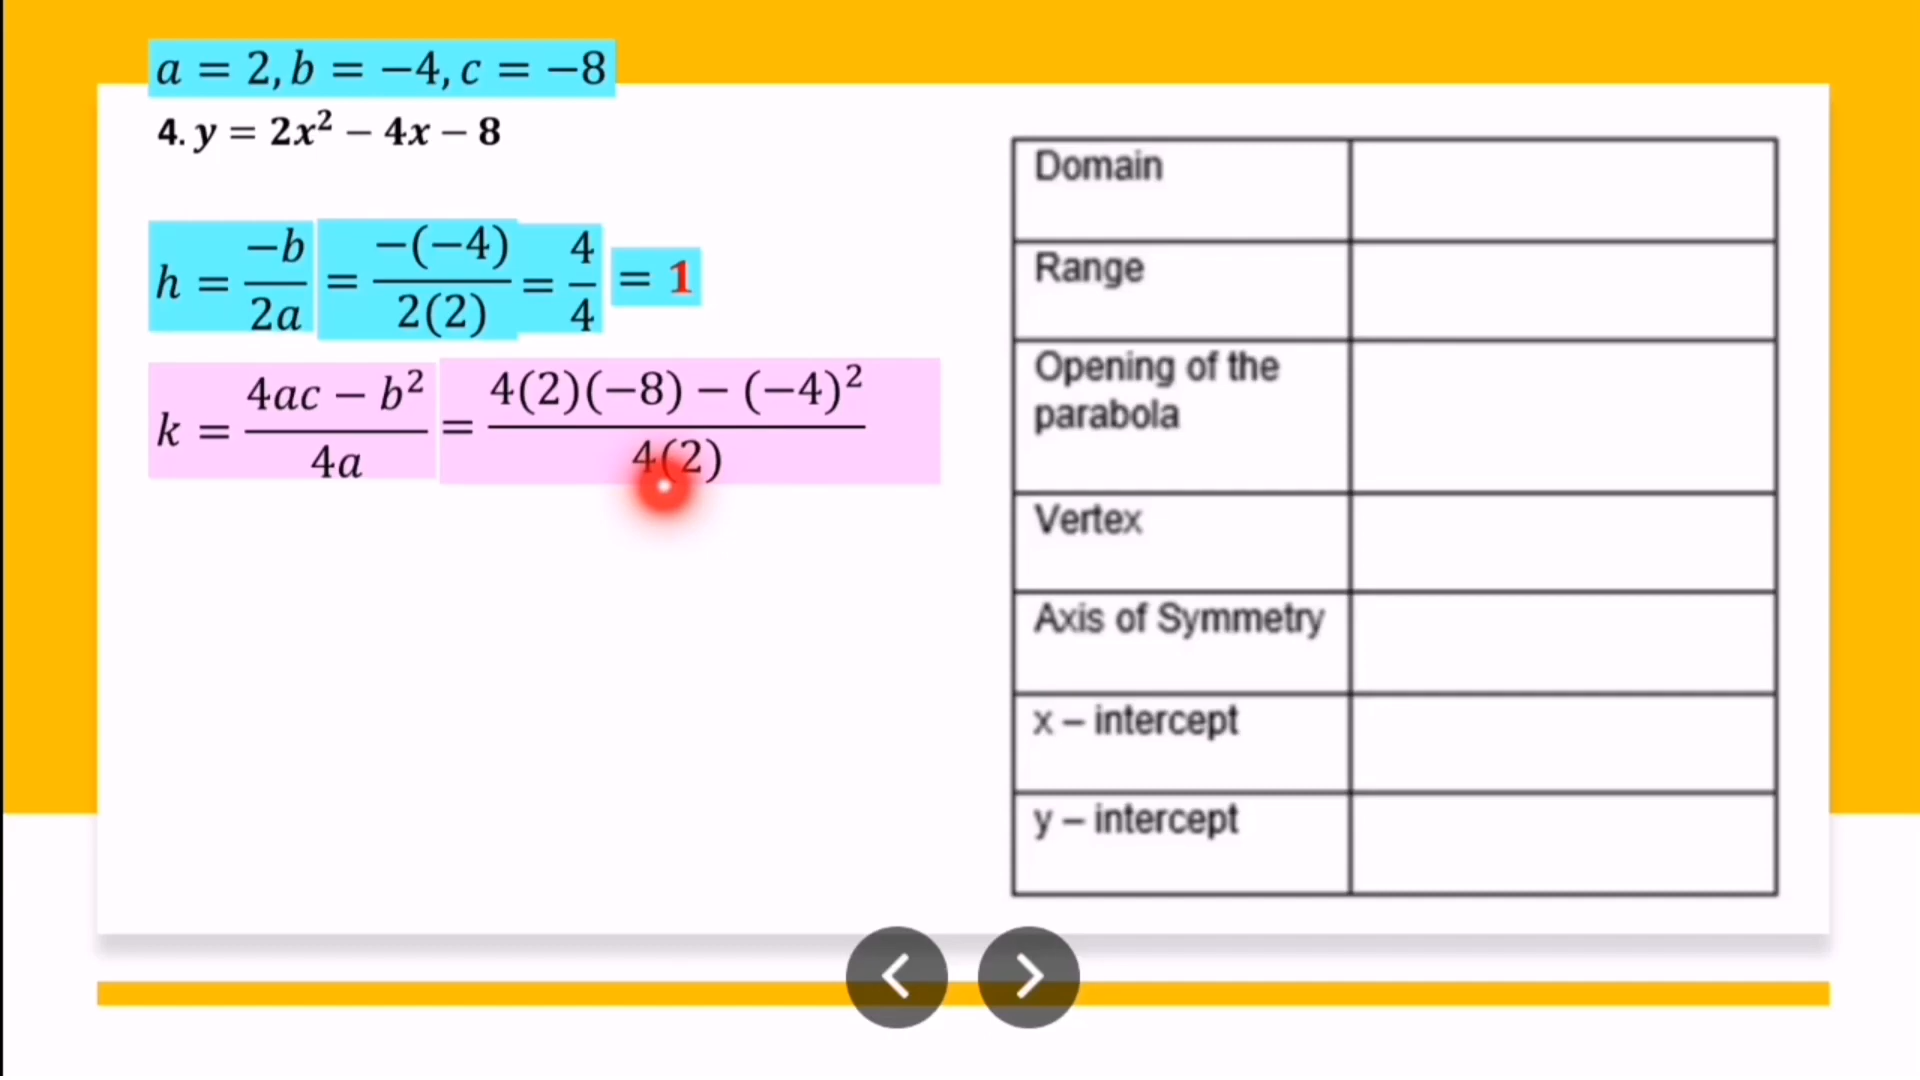 a = 2, b = −4, c = −8
4. y = 2x² − 4x − 8
h = −b/2a = −(−4)/2(2) = 4/4 = 1
k = 4ac − b²/4a = 4(2)(−8) − (−4)²/4(2)
Domain
Range
Opening of the
parabola
Vertex
Axis of Symmetry
x – intercept
y – intercept